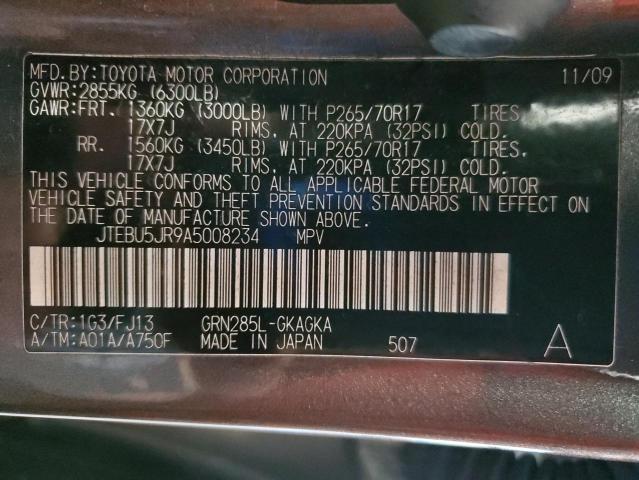 MFD.BY:TOYOTA MOTOR CORPORATION 11/09
GVWR:2855KG (6300LB)
GAWR:FRT. 1360KG (3000LB) WITH P265/70R17 TIRES,
17X7J RIMS, AT 220KPA (32PSI) COLD.
RR. 1560KG (3450LB) WITH P265/70R17 TIRES,
17X7J RIMS, AT 220KPA (32PSI) COLD.
THIS VEHICLE CONFORMS TO ALL APPLICABLE FEDERAL MOTOR
VEHICLE SAFETY AND THEFT PREVENTION STANDARDS IN EFFECT ON
THE DATE OF MANUFACTURE SHOWN ABOVE.
JTEBU5JR9A5008234 MPV
C/TR:1G3/FJ13 GRN285L-GKAGKA
A/TM:A01A/A750F MADE IN JAPAN 507 A